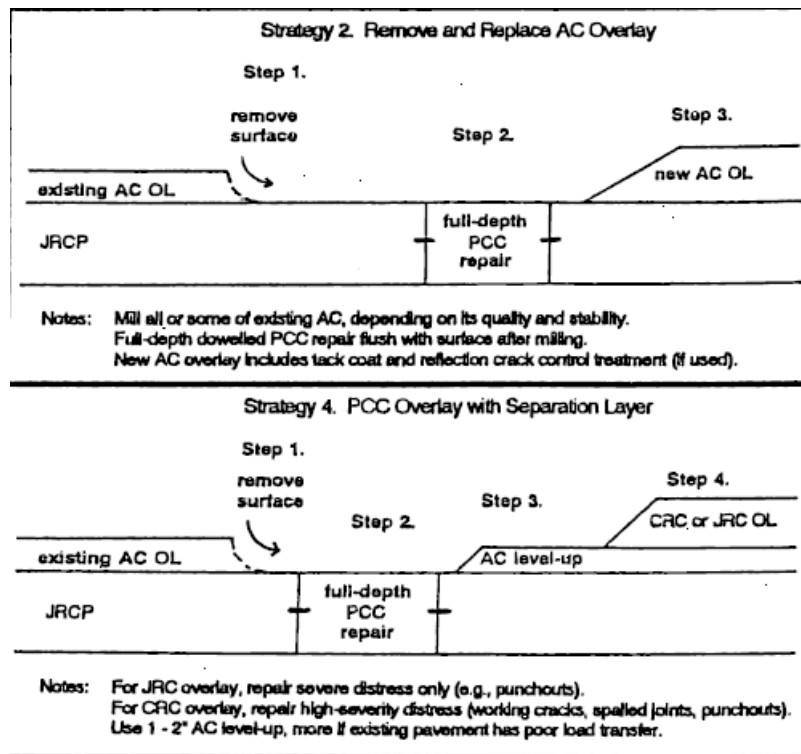 Strategy 2. Remove and Replace AC Overlay
Step 1.
remove
surface
Step 2.
Step 3.
existing AC OL
new AC OL
JRCP
full-depth
PCC
repair
Notes: Mill all or some of existing AC, depending on its quality and stability.
Full-depth dowelled PCC repair flush with surface after milling.
New AC overlay includes tack coat and reflection crack control treatment (if used).
Strategy 4. PCC Overlay with Separation Layer
Step 1.
remove
surface
Step 2.
Step 3.
Step 4.
existing AC OL
AC level-up
CRC or JRC OL
JRCP
full-depth
PCC
repair
Notes: For JRC overlay, repair severe distress only (e.g., punchouts).
For CRC overlay, repair high-severity distress (working cracks, spalled joints, punchouts).
Use 1 - 2" AC level-up, more if existing pavement has poor load transfer.